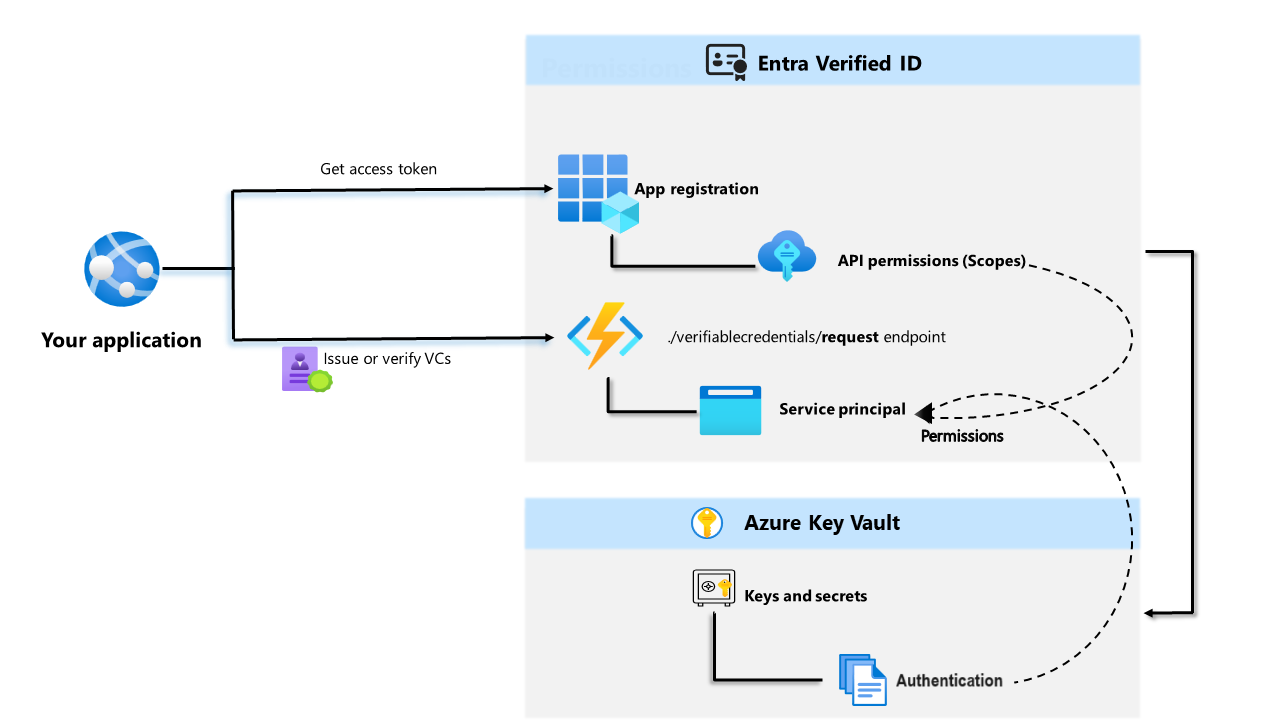 Permissions
Entra Verified ID
Get access token
App registration
API permissions (Scopes)
Your application
./verifiablecredentials/request endpoint
Issue or verify VCs
Service principal
Permissions
Azure Key Vault
Keys and secrets
Authentication